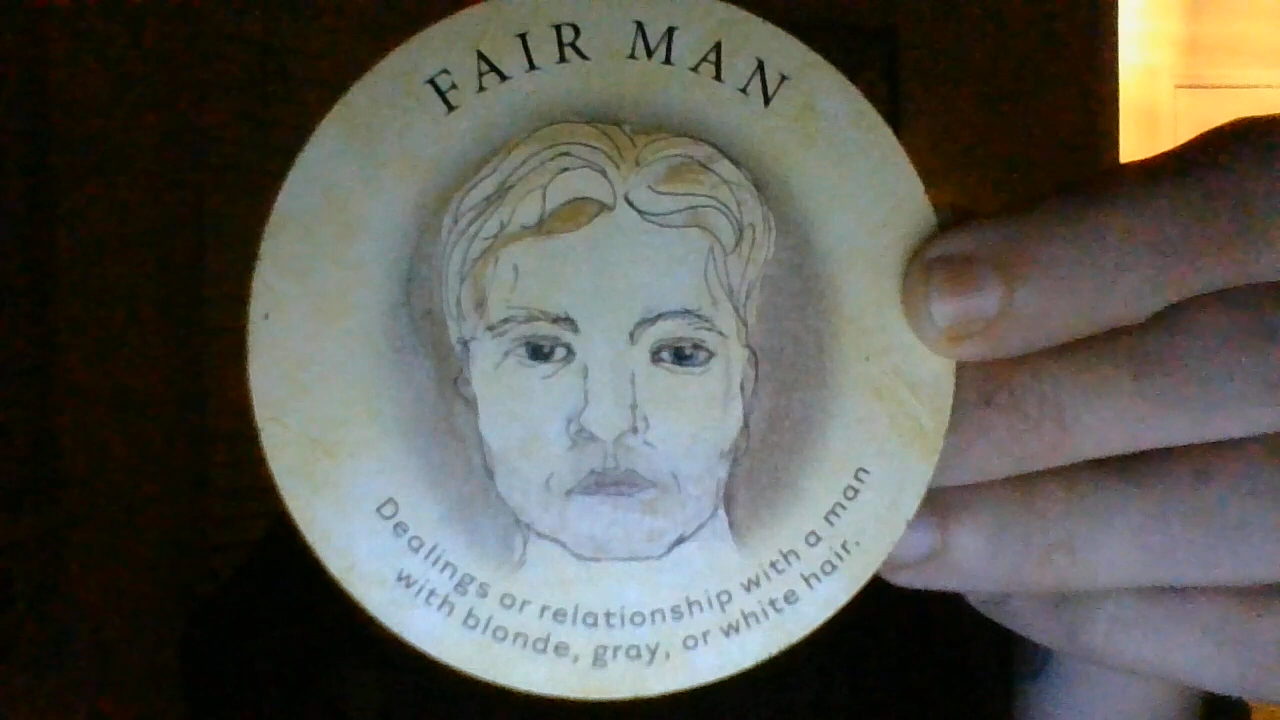 FAIR MAN
Dealings or relationship with a man
with blonde, gray, or white hair.